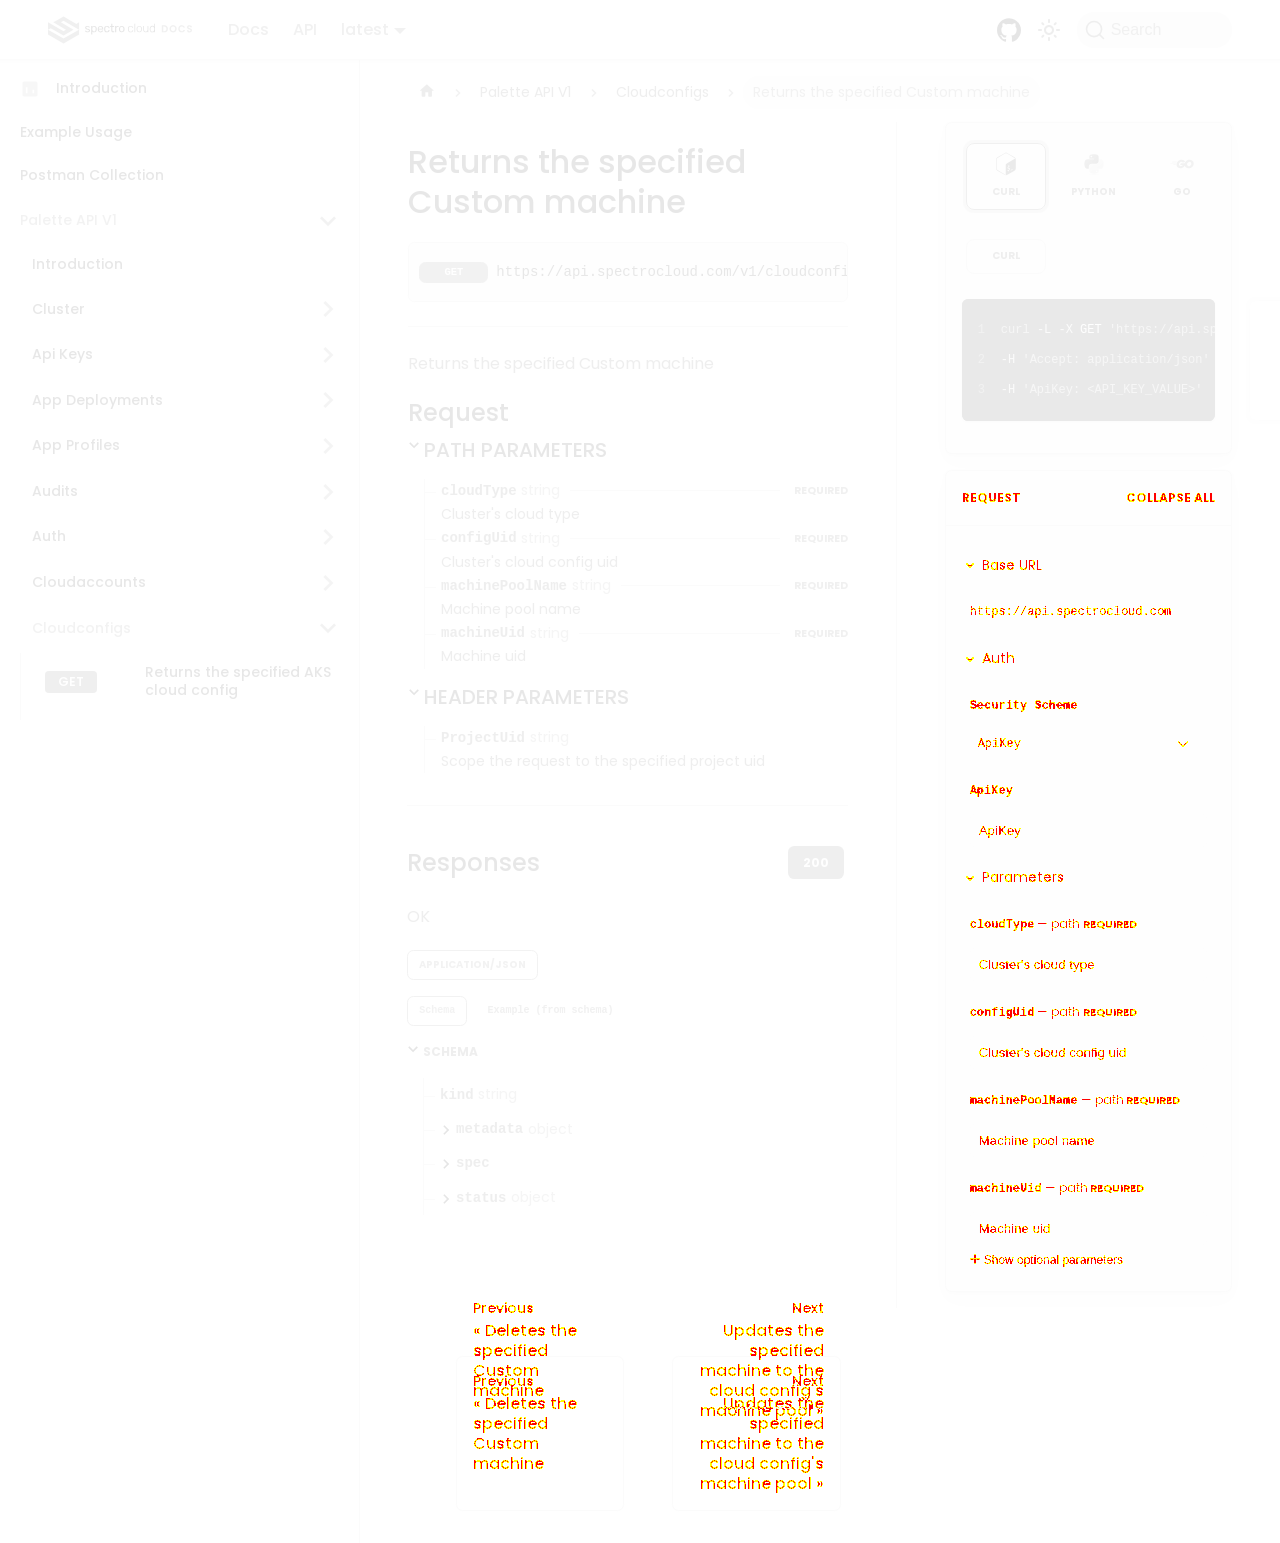 spectro cloud DOCS
Docs API latest
Search
Introduction
Example Usage
Postman Collection
Palette API V1
Introduction
Cluster
Api Keys
App Deployments
App Profiles
Audits
Auth
Cloudaccounts
Cloudconfigs
GET Returns the specified AKS
cloud config
Palette API V1 Cloudconfigs Returns the specified Custom machine
Returns the specified
Custom machine
GET https://api.spectrocloud.com/v1/cloudconfi
Returns the specified Custom machine
Request
PATH PARAMETERS
cloudType string REQUIRED
Cluster's cloud type
configUid string REQUIRED
Cluster's cloud config uid
machinePoolName string REQUIRED
Machine pool name
machineUid string REQUIRED
Machine uid
HEADER PARAMETERS
ProjectUid string
Scope the request to the specified project uid
Responses 200
OK
APPLICATION/JSON
Schema Example (from schema)
SCHEMA
kind string
metadata object
spec
status object
CURL PYTHON GO
CURL
1 curl -L -X GET 'https://api.sp
2 -H 'Accept: application/json'
3 -H 'ApiKey: <API_KEY_VALUE>'
REQUEST COLLAPSE ALL
Base URL
https://api.spectrocloud.com
Auth
Security Scheme
ApiKey
ApiKey
ApiKey
Parameters
cloudType — path REQUIRED
Cluster's cloud type
configUid — path REQUIRED
Cluster's cloud config uid
machinePoolName — path REQUIRED
Machine pool name
machineUid — path REQUIRED
Machine uid
Show optional parameters
Previous
« Deletes the
specified
Custom
machine
Next
Updates the
specified
machine to the
cloud config's
machine pool »
Previous
« Deletes the
specified
Custom
machine
Next
Updates the
specified
machine to the
cloud config's
machine pool »